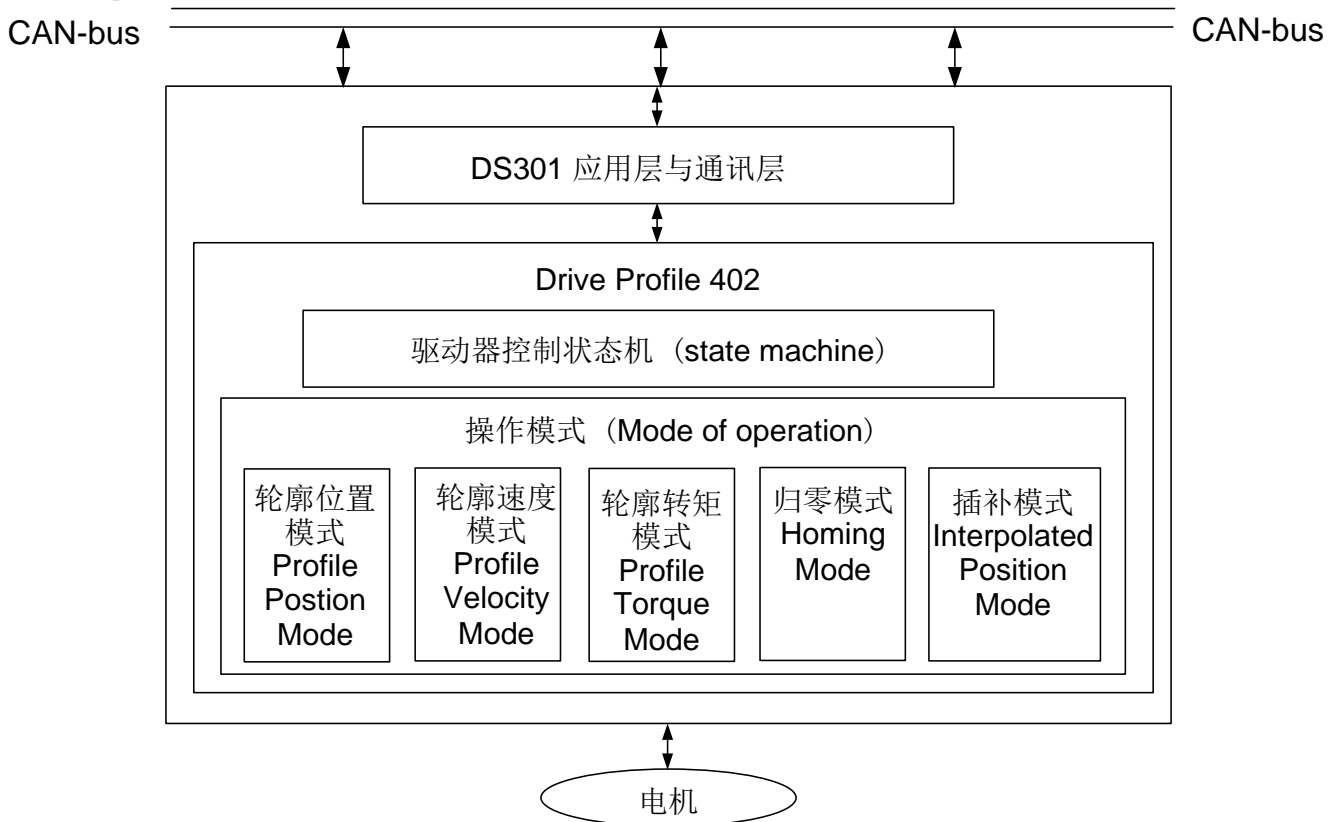 CAN-bus
CAN-bus
DS301 应用层与通讯层
Drive Profile 402
驱动器控制状态机（state machine）
操作模式（Mode of operation）
轮廓位置
模式
Profile
Postion
Mode
轮廓速度
模式
Profile
Velocity
Mode
轮廓转矩
模式
Profile
Torque
Mode
归零模式
Homing
Mode
插补模式
Interpolated
Position
Mode
电机